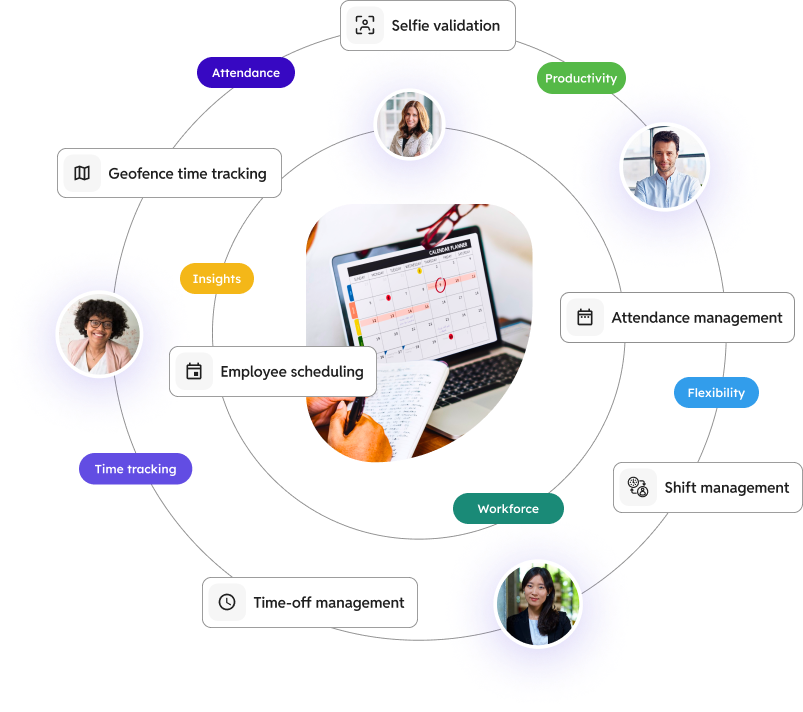 Selfie validation
Attendance
Productivity
Geofence time tracking
CALENDAR PLANNER
Insights
Attendance management
Employee scheduling
Flexibility
Time tracking
Shift management
Workforce
Time-off management